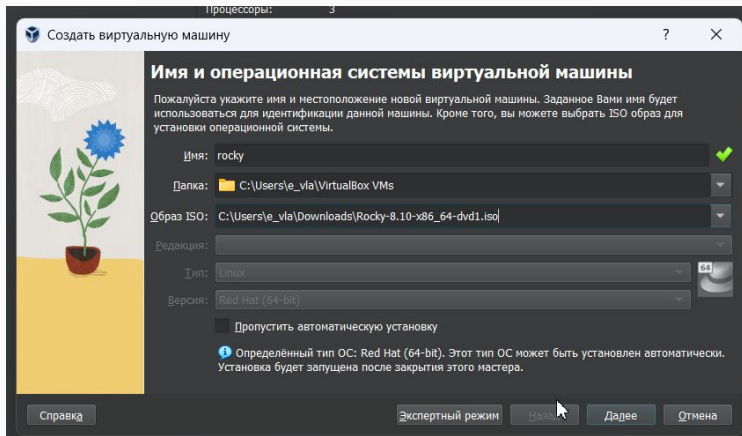 Процессоры: 3
Создать виртуальную машину
Имя и операционная системы виртуальной машины
Пожалуйста укажите имя и местоположение новой виртуальной машины. Заданное Вами имя будет
использоваться для идентификации данной машины. Кроме того, вы можете выбрать ISO образ для
установки операционной системы.
Имя: rocky
Папка: C:\Users\e_vla\VirtualBox VMs
Образ ISO: C:\Users\e_vla\Downloads\Rocky-8.10-x86_64-dvd1.iso
Редакция:
Тип: Linux
64
Версия: Red Hat (64-bit)
Пропустить автоматическую установку
Определённый тип ОС: Red Hat (64-bit). Этот тип ОС может быть установлен автоматически.
Установка будет запущена после закрытия этого мастера.
Справка Экспертный режим Назад Далее Отмена